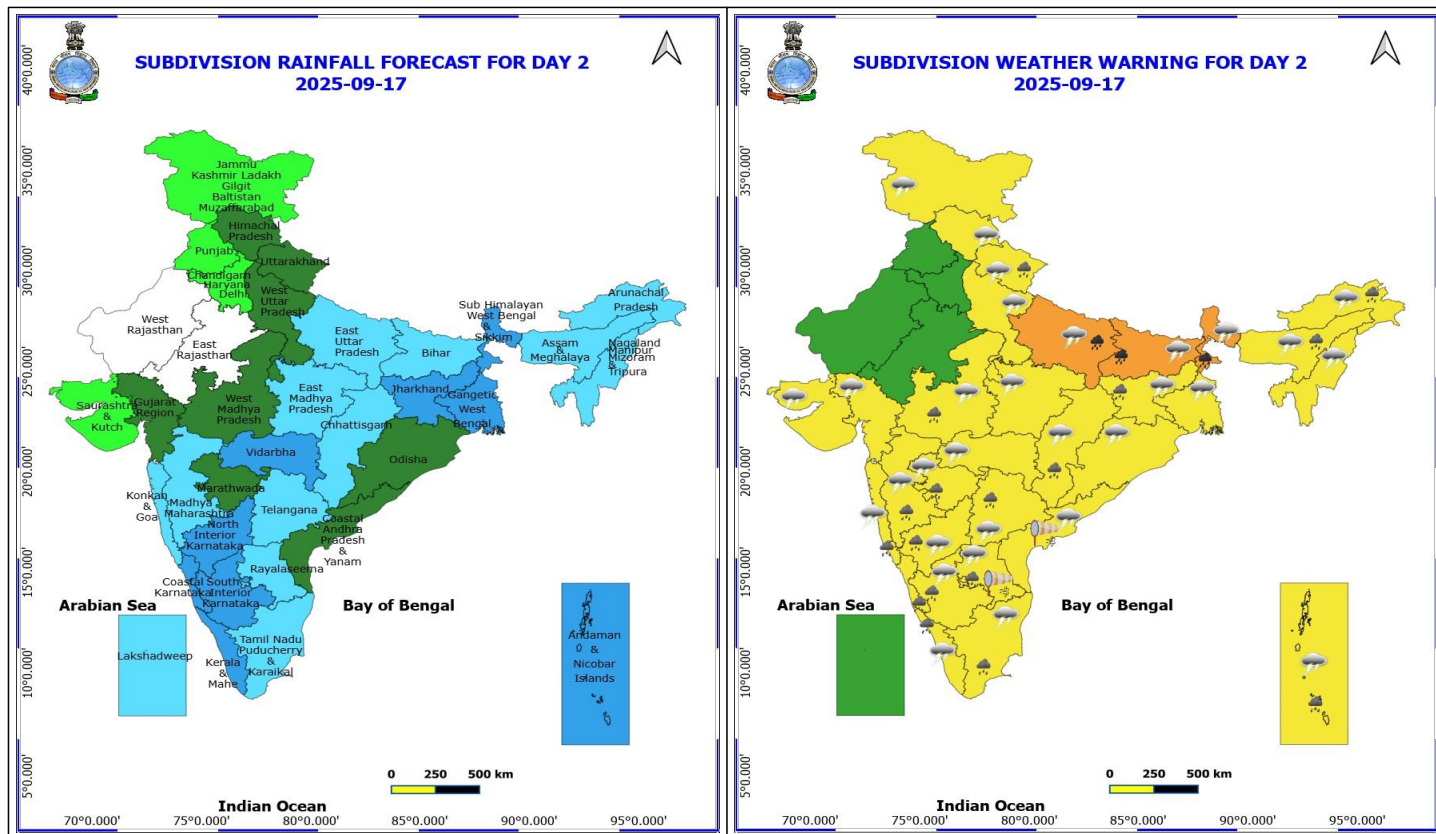 SUBDIVISION RAINFALL FORECAST FOR DAY 2
2025-09-17
40°0.000'
35°0.000'
30°0.000'
25°0.000'
20°0.000'
15°0.000'
10°0.000'
5°0.000'
Jammu
Kashmir Ladakh
Gilgit
Baltistan
Muzaffarabad
Himachal
Pradesh
Punjab
Uttarakhand
Chandigarh
Haryana
Delhi
West
Uttar
Pradesh
West
Rajasthan
East
Rajasthan
East
Uttar
Pradesh
Bihar
Sub Himalayan
West Bengal
&
Sikkim
Arunachal
Pradesh
Assam
&
Meghalaya
Nagaland
Manipur
Mizoram
&
Tripura
Saurashtra
&
Kutch
Gujarat
Region
West
Madhya
Pradesh
East
Madhya
Pradesh
Jharkhand
Gangetic
West
Bengal
Chhattisgarh
Vidarbha
Odisha
Konkan
&
Goa
Madhya
Maharashtra
Marathwada
Telangana
North
Interior
Karnataka
Coastal
Andhra
Pradesh
&
Yanam
Rayalaseema
Coastal
Karnataka
South
Interior
Karnataka
Arabian Sea
Bay of Bengal
Lakshadweep
Kerala
&
Mahe
Tamil Nadu
Puducherry
&
Karaikal
Andaman
&
Nicobar
Islands
0 250 500 km
Indian Ocean
70°0.000' 75°0.000' 80°0.000' 85°0.000' 90°0.000' 95°0.000'
SUBDIVISION WEATHER WARNING FOR DAY 2
2025-09-17
40°0.000'
35°0.000'
30°0.000'
25°0.000'
20°0.000'
15°0.000'
10°0.000'
5°0.000'
Arabian Sea
Bay of Bengal
0 250 500 km
Indian Ocean
70°0.000' 75°0.000' 80°0.000' 85°0.000' 90°0.000' 95°0.000'